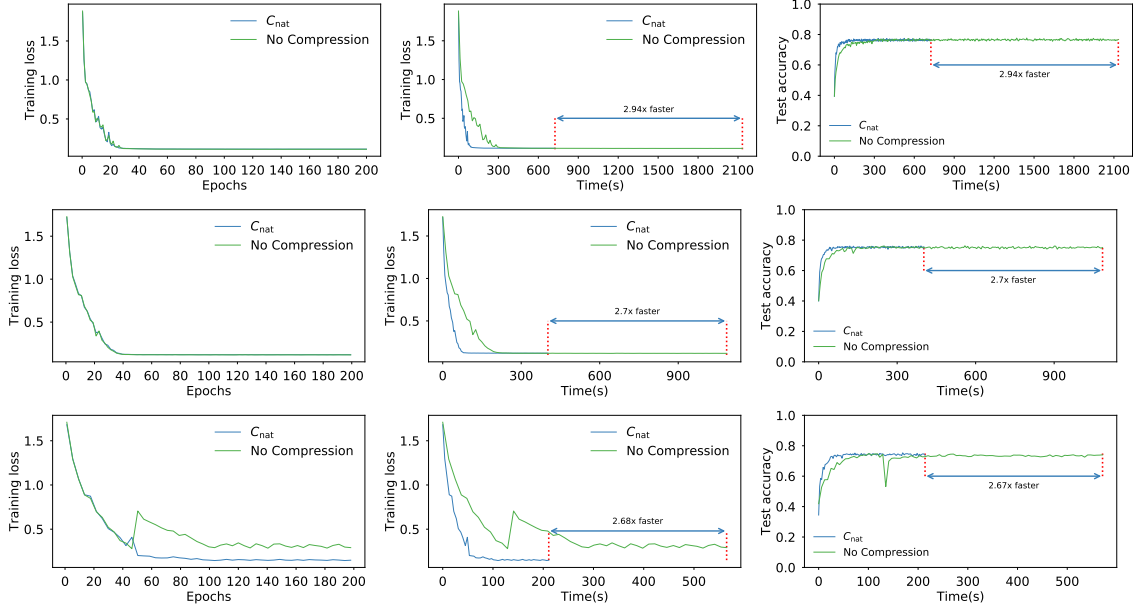 Training loss
1.5
1.0
0.5
C_nat
No Compression
0 20 40 60 80 100 120 140 160 180 200
Epochs
Training loss
1.5
1.0
0.5
C_nat
No Compression
2.94x faster
0 300 600 900 1200 1500 1800 2100
Time(s)
Test accuracy
1.0
0.8
0.6
0.4
0.2
0.0
2.94x faster
C_nat
No Compression
0 300 600 900 1200 1500 1800 2100
Time(s)
Training loss
1.5
1.0
0.5
C_nat
No Compression
0 20 40 60 80 100 120 140 160 180 200
Epochs
Training loss
1.5
1.0
0.5
C_nat
No Compression
2.7x faster
0 300 600 900
Time(s)
Test accuracy
1.0
0.8
0.6
0.4
0.2
0.0
2.7x faster
C_nat
No Compression
0 300 600 900
Time(s)
Training loss
1.5
1.0
0.5
C_nat
No Compression
0 20 40 60 80 100 120 140 160 180 200
Epochs
Training loss
1.5
1.0
0.5
C_nat
No Compression
2.68x faster
0 100 200 300 400 500
Time(s)
Test accuracy
1.0
0.8
0.6
0.4
0.2
0.0
2.67x faster
C_nat
No Compression
0 100 200 300 400 500
Time(s)